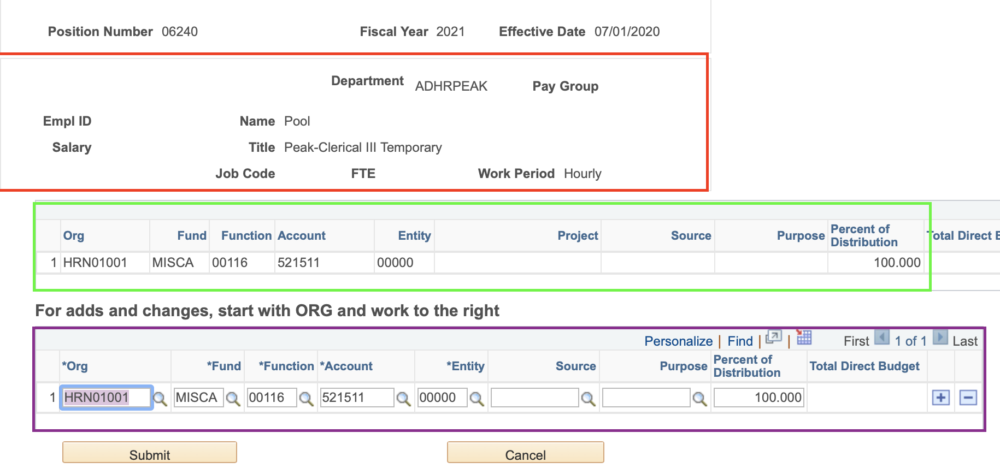 Position Number 06240 Fiscal Year 2021 Effective Date 07/01/2020
Department ADHRPEAK Pay Group
Empl ID Name Pool
Salary Title Peak-Clerical III Temporary
Job Code FTE Work Period Hourly
Org Fund Function Account Entity Project Source Purpose Percent of Distribution Total Direct
1 HRN01001 MISCA 00116 521511 00000 100.000
For adds and changes, start with ORG and work to the right
Personalize | Find | | First 1 of 1 Last
*Org *Fund *Function *Account *Entity Source Purpose Percent of Distribution Total Direct Budget
1 HRN01001 MISCA 00116 521511 00000 100.000
Submit Cancel